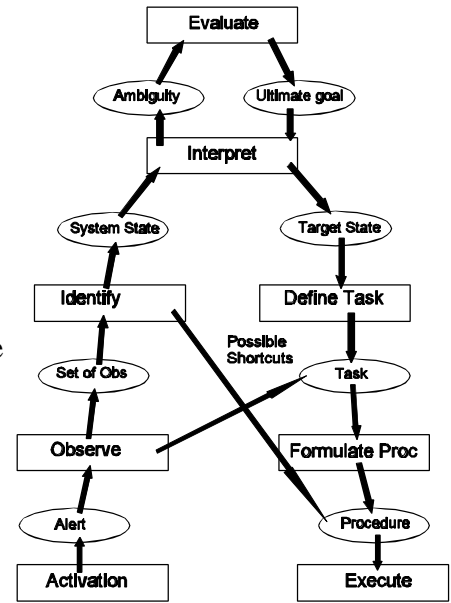 Evaluate
Ambiguity
Ultimate goal
Interpret
System State
Target State
Identify
Define Task
Possible
Shortcuts
e
Set of Obs
Task
Observe
Formulate Proc
Alert
Procedure
Activation
Execute